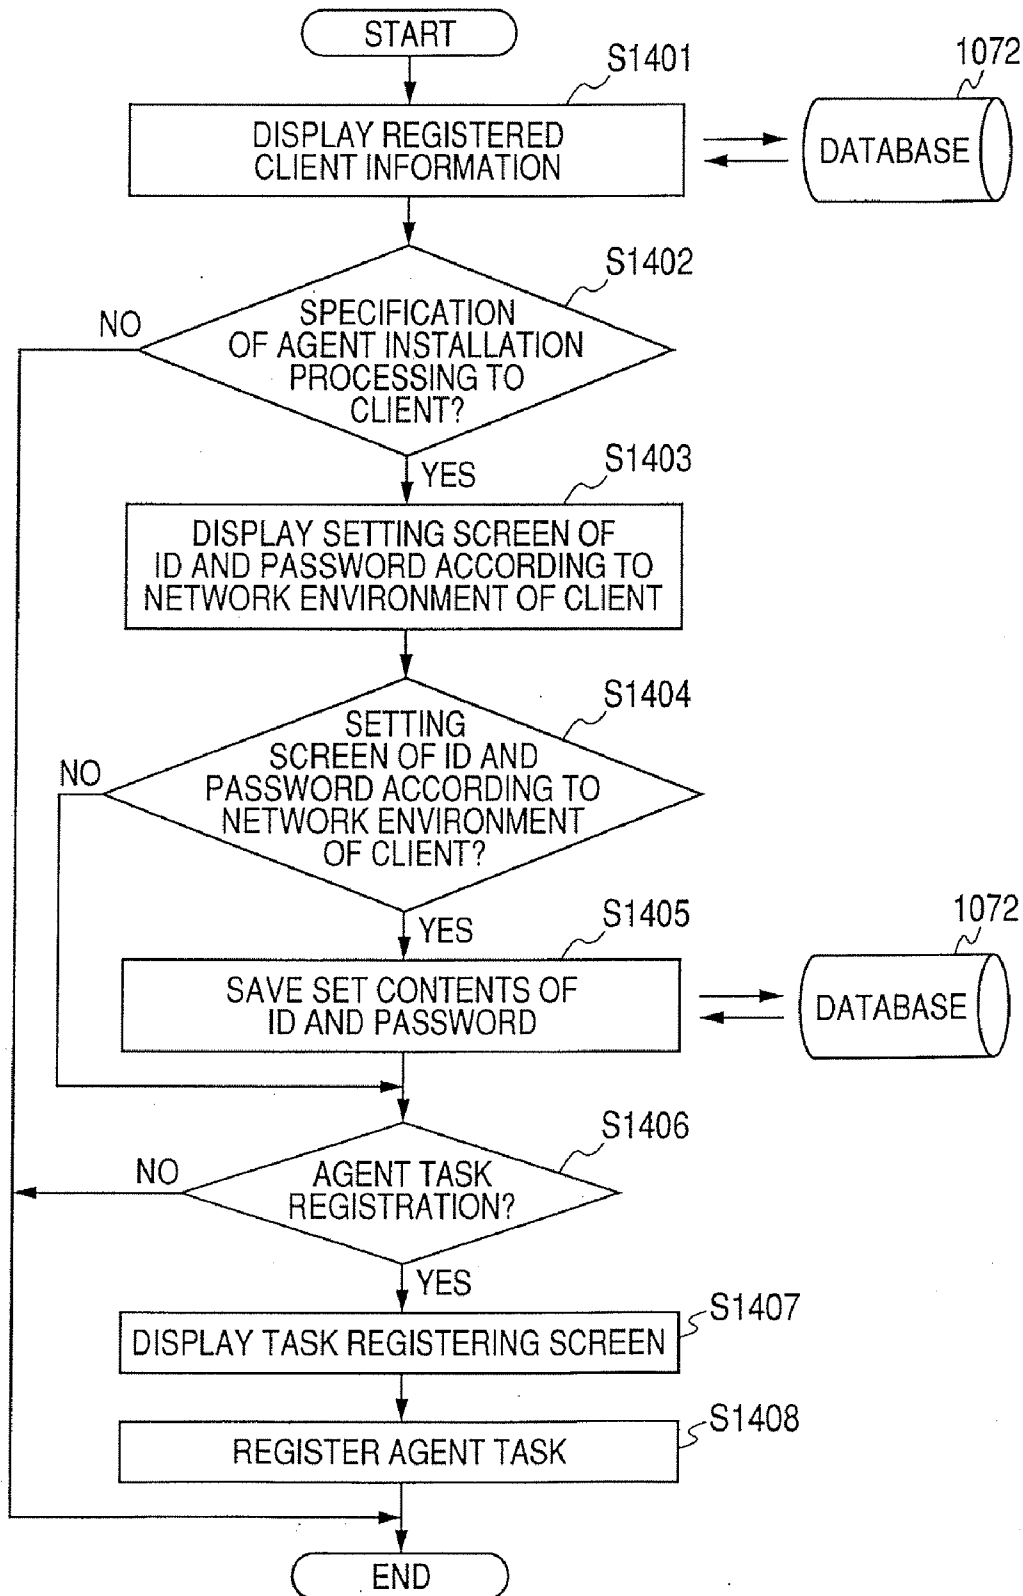 START
S1401
1072
DISPLAY REGISTERED
CLIENT INFORMATION
DATABASE
S1402
NO
SPECIFICATION
OF AGENT INSTALLATION
PROCESSING TO
CLIENT?
YES
S1403
DISPLAY SETTING SCREEN OF
ID AND PASSWORD ACCORDING TO
NETWORK ENVIRONMENT OF CLIENT
S1404
NO
SETTING
SCREEN OF ID AND
PASSWORD ACCORDING TO
NETWORK ENVIRONMENT
OF CLIENT?
YES
S1405
1072
SAVE SET CONTENTS OF
ID AND PASSWORD
DATABASE
S1406
NO
AGENT TASK
REGISTRATION?
YES
S1407
DISPLAY TASK REGISTERING SCREEN
S1408
REGISTER AGENT TASK
END